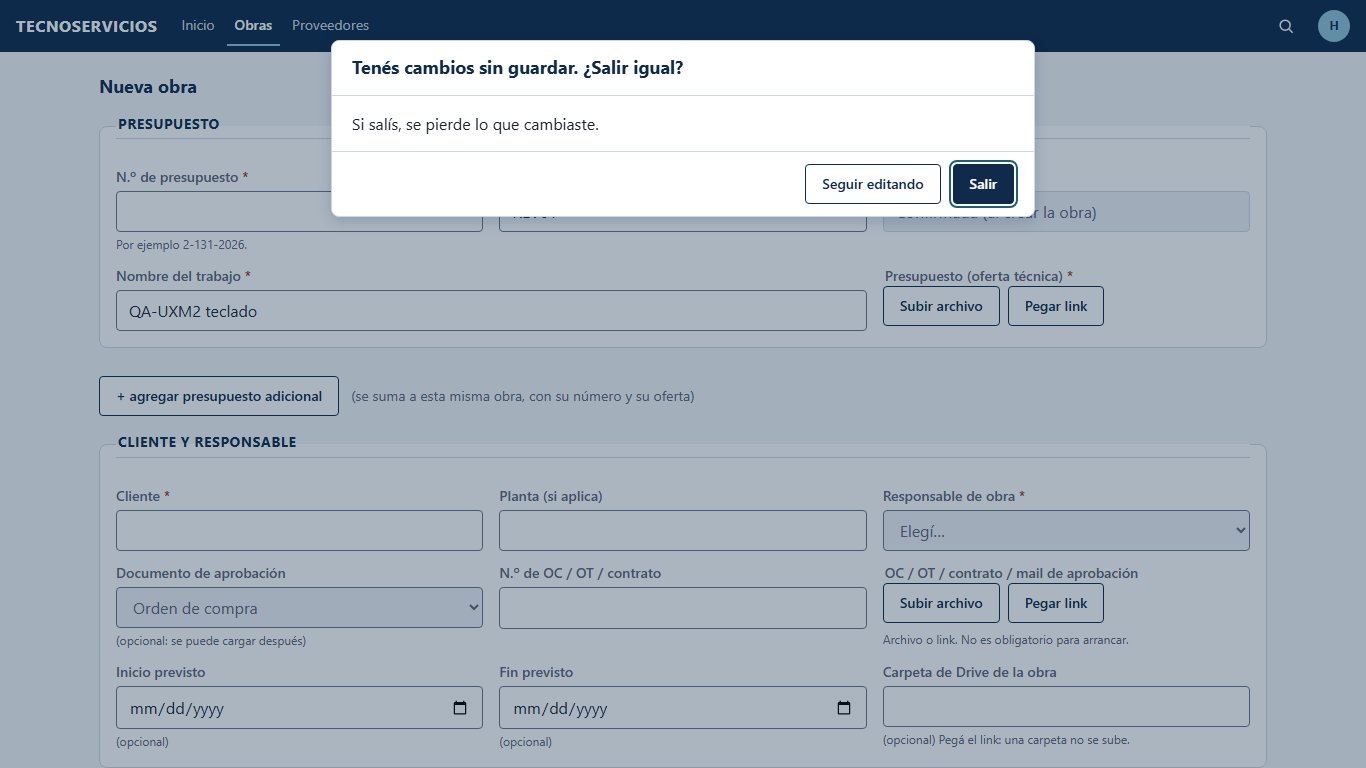 TECNOSERVICIOS Inicio Obras Proveedores H
Tenés cambios sin guardar. ¿Salir igual?
Si salís, se pierde lo que cambiaste.
Seguir editando Salir
Nueva obra
PRESUPUESTO
N.º de presupuesto *
Por ejemplo 2-131-2026.
Nombre del trabajo * Presupuesto (oferta técnica) *
QA-UXM2 teclado Subir archivo Pegar link
+ agregar presupuesto adicional (se suma a esta misma obra, con su número y su oferta)
CLIENTE Y RESPONSABLE
Cliente * Planta (si aplica) Responsable de obra *
Elegí...
Documento de aprobación N.º de OC / OT / contrato OC / OT / contrato / mail de aprobación
Orden de compra Subir archivo Pegar link
(opcional: se puede cargar después) Archivo o link. No es obligatorio para arrancar.
Inicio previsto Fin previsto Carpeta de Drive de la obra
mm/dd/yyyy mm/dd/yyyy
(opcional) (opcional) (opcional) Pegá el link: una carpeta no se sube.